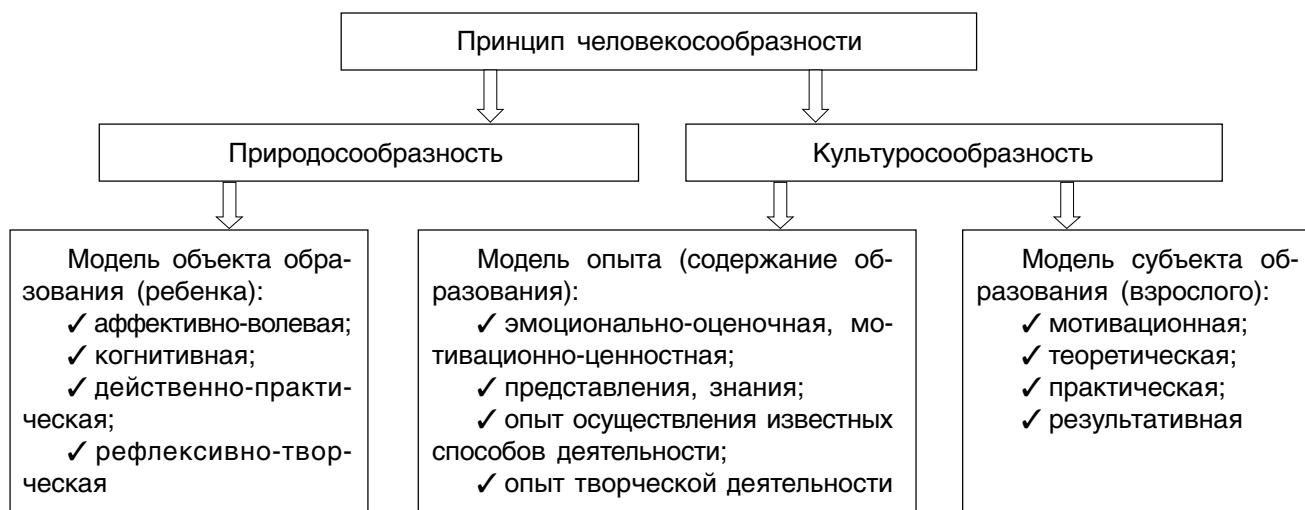 Принцип человекосообразности
Природосообразность
Культуросообразность
Модель объекта обра-
зования (ребенка):
✓ аффективно-волевая;
✓ когнитивная;
✓ действенно-практи-
ческая;
✓ рефлексивно-твор-
ческая
Модель опыта (содержание об-
разования):
✓ эмоционально-оценочная, мо-
тивационно-ценностная;
✓ представления, знания;
✓ опыт осуществления известных
способов деятельности;
✓ опыт творческой деятельности
Модель субъекта об-
разования (взрослого):
✓ мотивационная;
✓ теоретическая;
✓ практическая;
✓ результативная